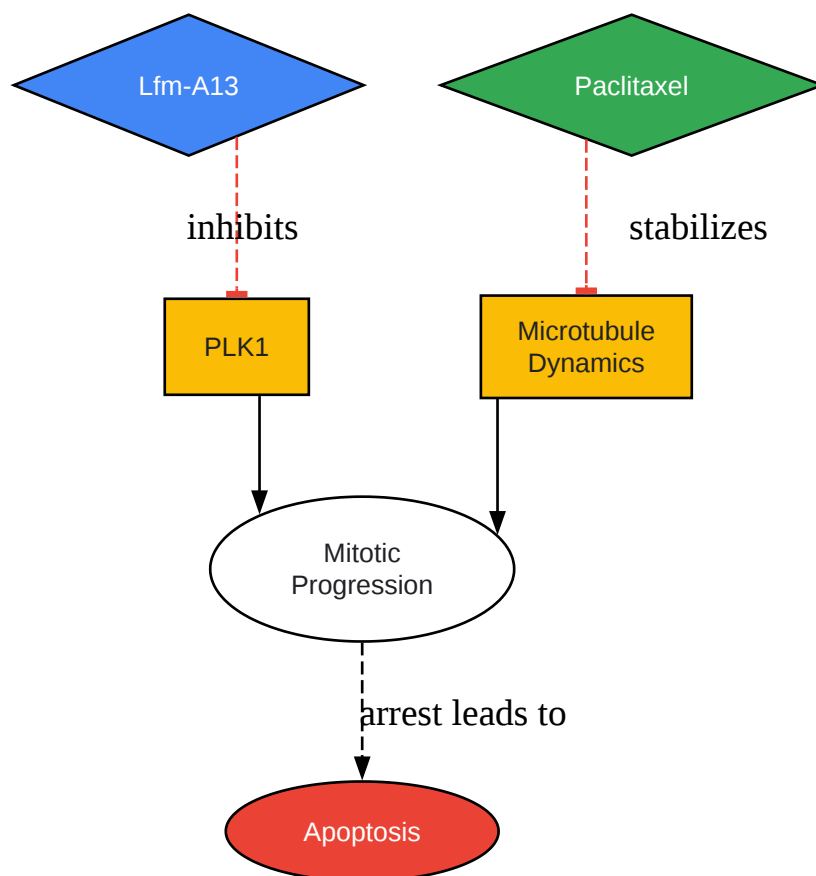 Lfm-A13
Paclitaxel
inhibits
stabilizes
PLK1
Microtubule
Dynamics
Mitotic
Progression
arrest leads to
Apoptosis